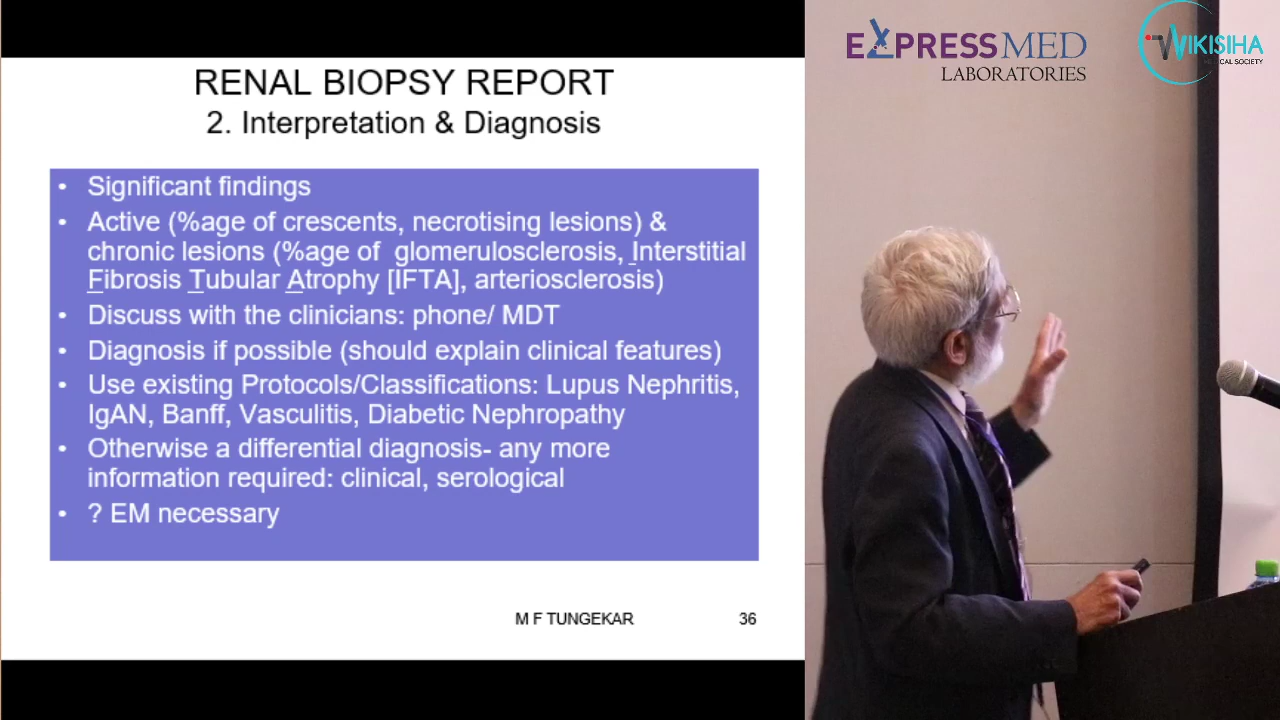 RENAL BIOPSY REPORT
2. Interpretation & Diagnosis
• Significant findings
• Active (%age of crescents, necrotising lesions) &
chronic lesions (%age of glomerulosclerosis, Interstitial
Fibrosis Tubular Atrophy [IFTA], arteriosclerosis)
• Discuss with the clinicians: phone/ MDT
• Diagnosis if possible (should explain clinical features)
• Use existing Protocols/Classifications: Lupus Nephritis,
IgAN, Banff, Vasculitis, Diabetic Nephropathy
• Otherwise a differential diagnosis- any more
information required: clinical, serological
• ? EM necessary
M F TUNGEKAR 36
EXPRESSMED
LABORATORIES
WIKISIHA
MEDICAL SOCIETY